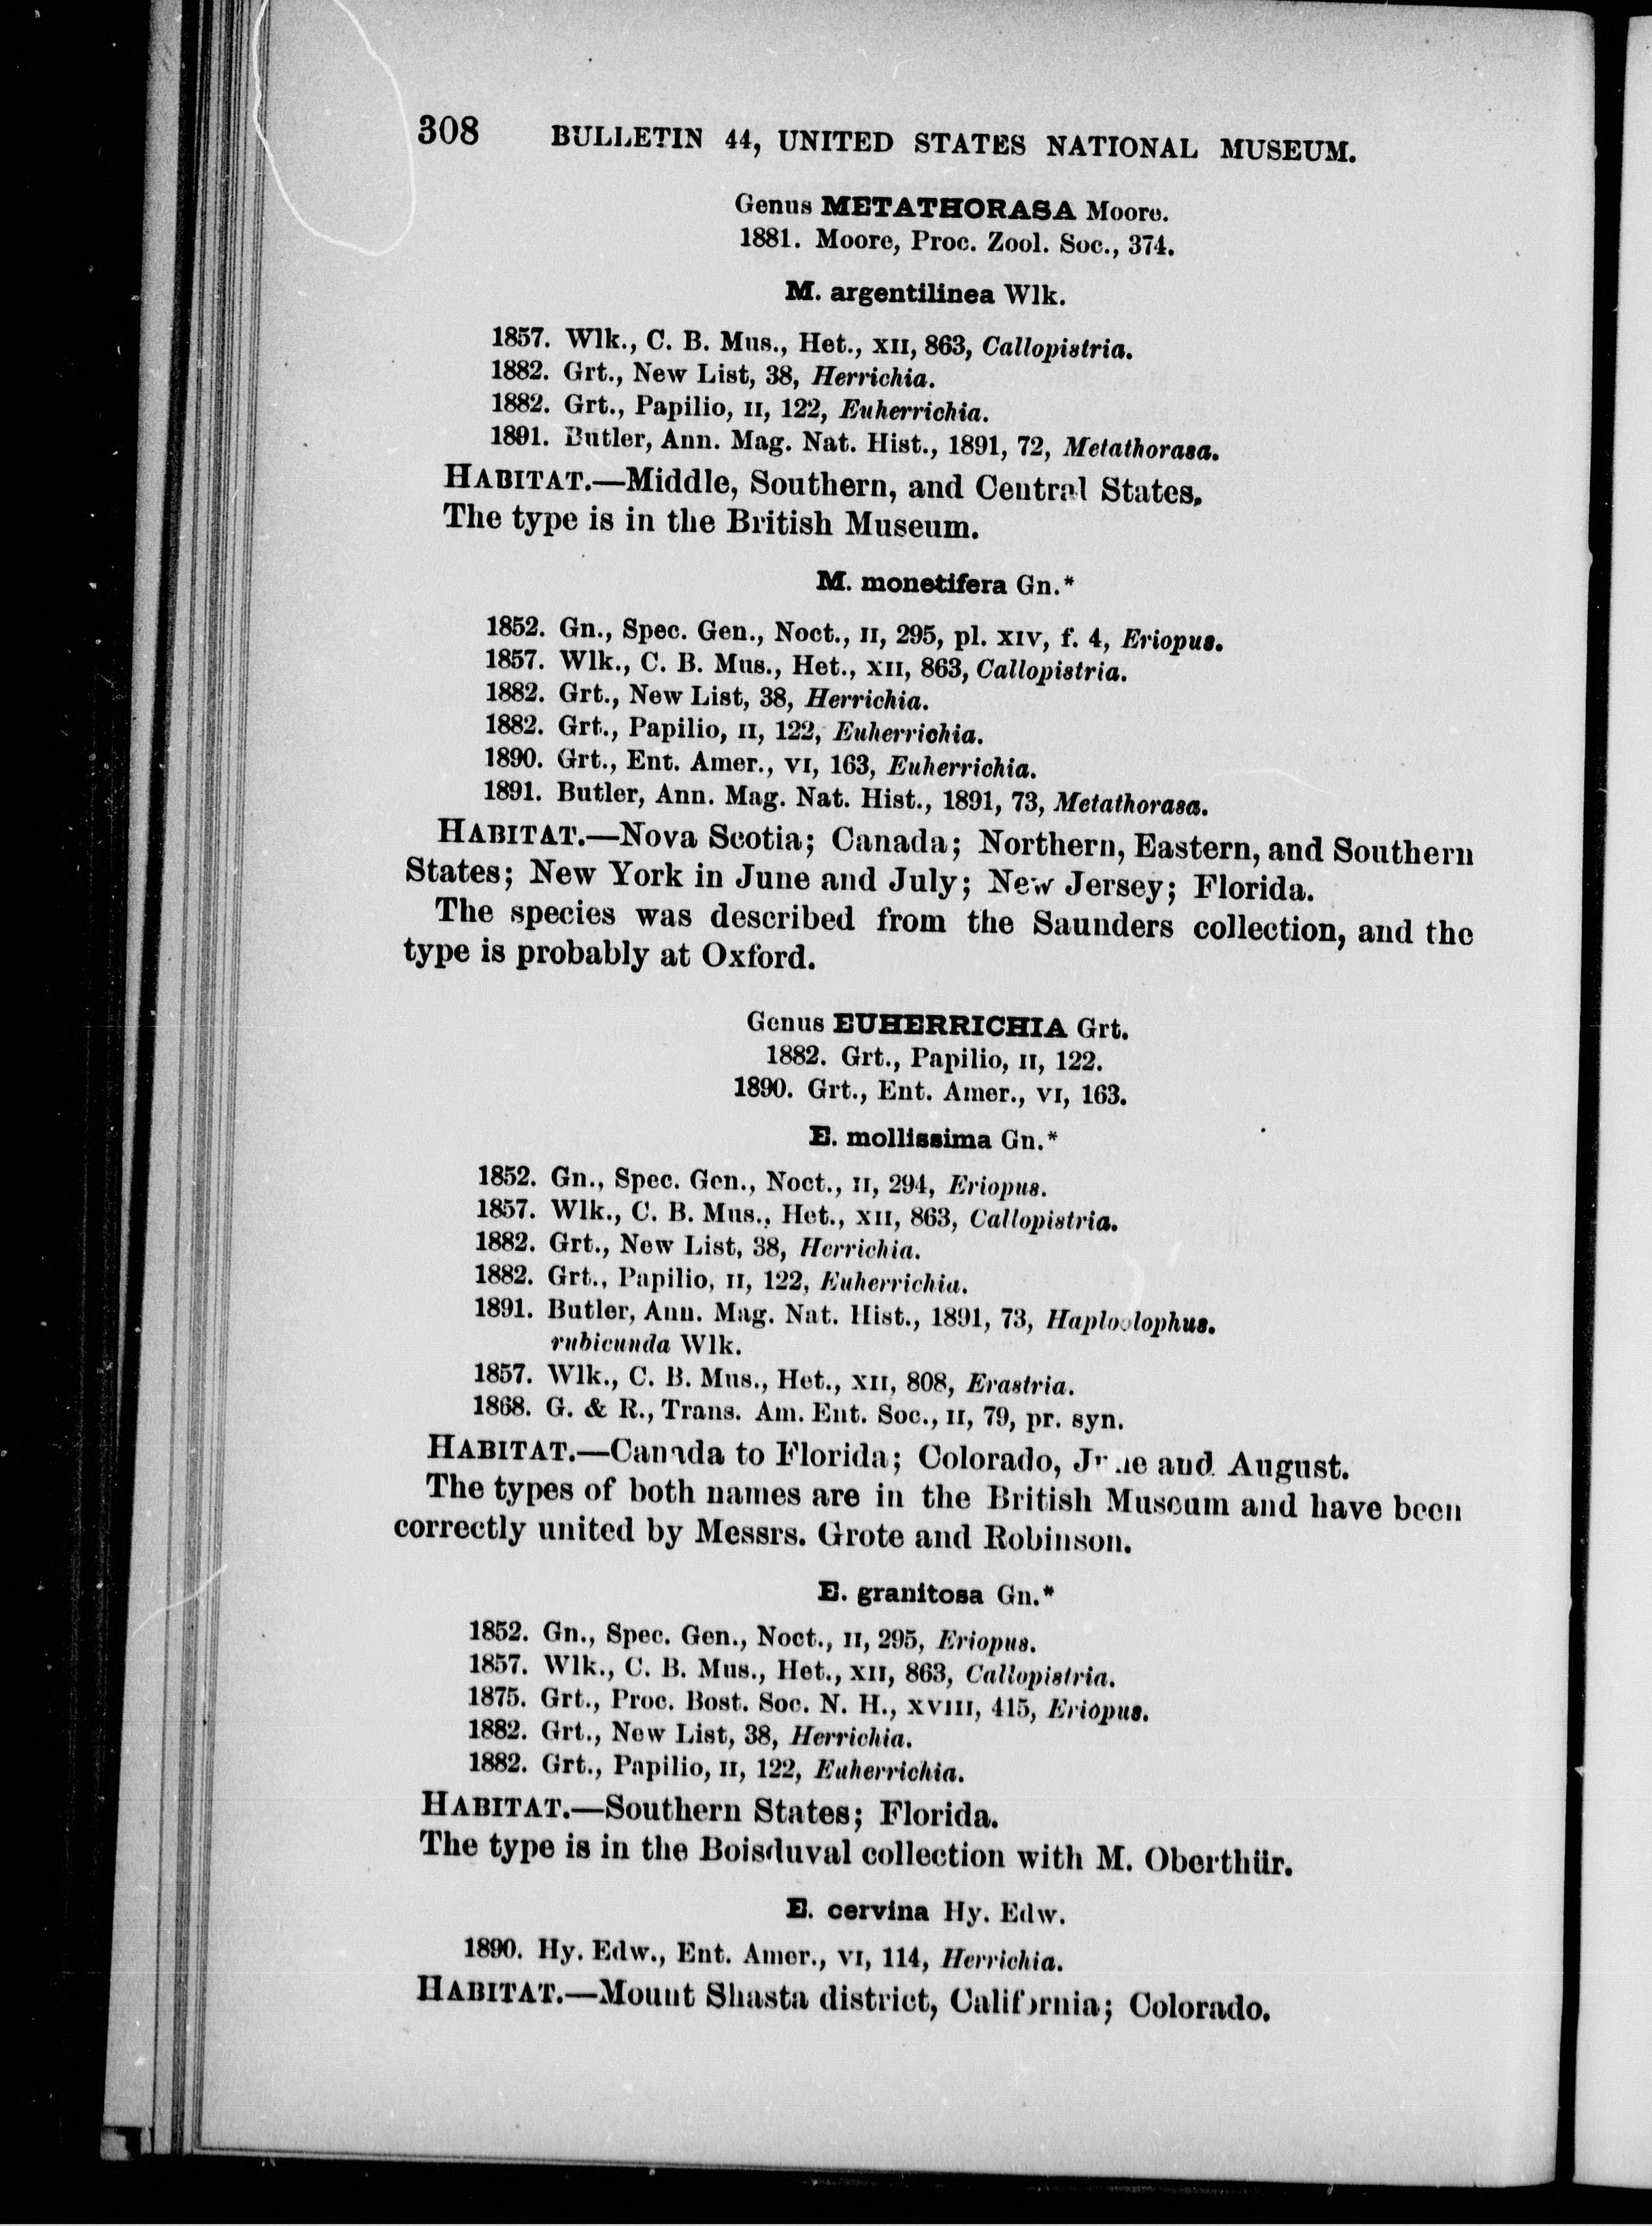 308 BULLETIN 44, UNITED STATES NATIONAL MUSEUM.
Genus METATHORASA Moore.
1881. Moore, Proc. Zool. Soc., 374.
M. argentilinea Wlk.
1857. Wlk., C. B. Mus., Het., XII, 863, Callopistria.
1882. Grt., New List, 38, Herrichia.
1882. Grt., Papilio, II, 122, Euherrichia.
1891. Butler, Ann. Mag. Nat. Hist., 1891, 72, Metathorasa.
HABITAT.—Middle, Southern, and Central States.
The type is in the British Museum.
M. monetifera Gn.*
1852. Gn., Spec. Gen., Noct., II, 295, pl. XIV, f. 4, Eriopus.
1857. Wlk., C. B. Mus., Het., XII, 863, Callopistria.
1882. Grt., New List, 38, Herrichia.
1882. Grt., Papilio, II, 122, Euherrichia.
1890. Grt., Ent. Amer., VI, 163, Euherrichia.
1891. Butler, Ann. Mag. Nat. Hist., 1891, 73, Metathorasa.
HABITAT.—Nova Scotia; Canada; Northern, Eastern, and Southern
States; New York in June and July; New Jersey; Florida.
The species was described from the Saunders collection, and the
type is probably at Oxford.
Genus EUHERRICHIA Grt.
1882. Grt., Papilio, II, 122.
1890. Grt., Ent. Amer., VI, 163.
E. mollissima Gn.*
1852. Gn., Spec. Gen., Noct., II, 294, Eriopus.
1857. Wlk., C. B. Mus., Het., XII, 863, Callopistria.
1882. Grt., New List, 38, Herrichia.
1882. Grt., Papilio, II, 122, Euherrichia.
1891. Butler, Ann. Mag. Nat. Hist., 1891, 73, Haploolophus.
rubicunda Wlk.
1857. Wlk., C. B. Mus., Het., XII, 808, Erastria.
1868. G. & R., Trans. Am. Ent. Soc., II, 79, pr. syn.
HABITAT.—Canada to Florida; Colorado, June and August.
The types of both names are in the British Museum and have been
correctly united by Messrs. Grote and Robinson.
E. granitosa Gn.*
1852. Gn., Spec. Gen., Noct., II, 295, Eriopus.
1857. Wlk., C. B. Mus., Het., XII, 863, Callopistria.
1875. Grt., Proc. Bost. Soc. N. H., XVIII, 415, Eriopus.
1882. Grt., New List, 38, Herrichia.
1882. Grt., Papilio, II, 122, Euherrichia.
HABITAT.—Southern States; Florida.
The type is in the Boisduval collection with M. Oberthür.
E. cervina Hy. Edw.
1890. Hy. Edw., Ent. Amer., VI, 114, Herrichia.
HABITAT.—Mount Shasta district, California; Colorado.